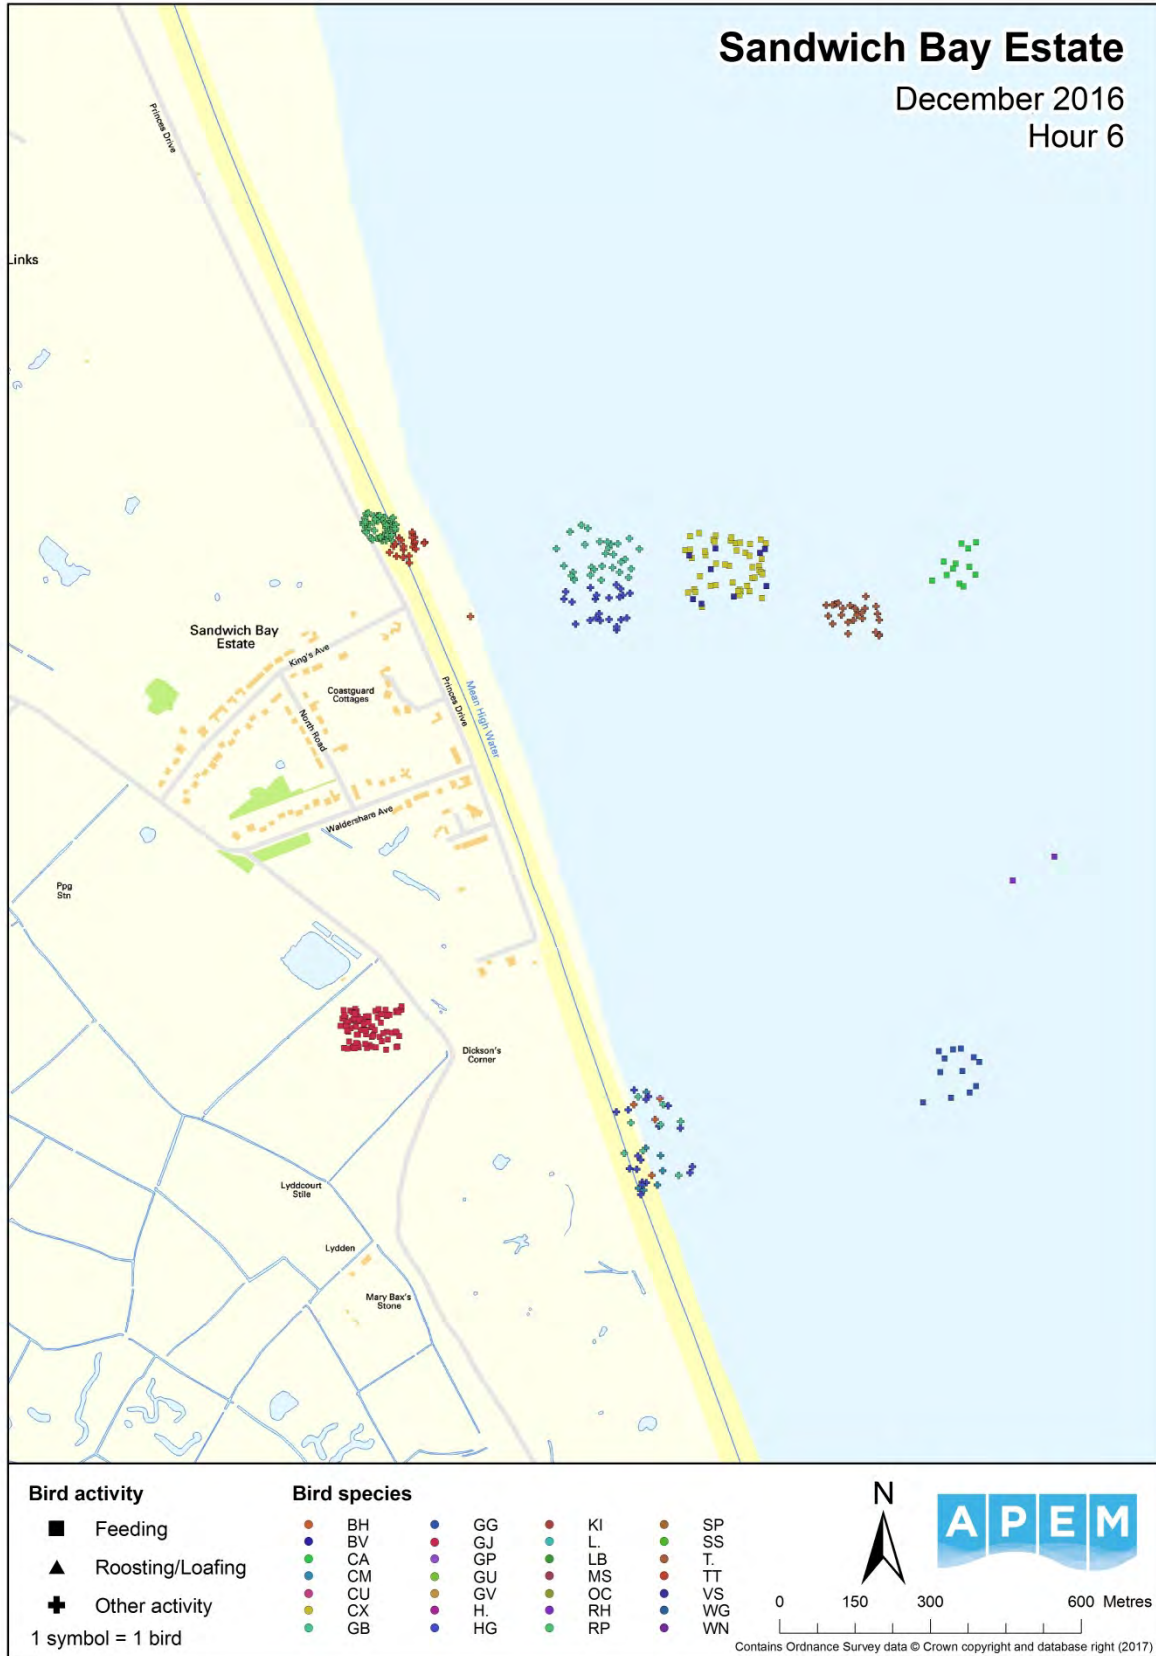 Sandwich Bay Estate
December 2016
Hour 6
Princes Drive
Links
Sandwich Bay
Estate
King's Ave
Coastguard
Cottages
North Road
Princes Drive
Mean High Water
Waldershare Ave
Ppg
Stn
Dickson's
Corner
Lyddcourt
Stile
Lydden
Mary Bax's
Stone
Bird activity
Feeding
Roosting/Loafing
Other activity
1 symbol = 1 bird
Bird species
BH
BV
CA
CM
CU
CX
GB
GG
GJ
GP
GU
GV
H.
HG
KI
L.
LB
MS
OC
RH
RP
SP
SS
T.
TT
VS
WG
WN
N
APEM
0 150 300 600 Metres
Contains Ordnance Survey data © Crown copyright and database right (2017)